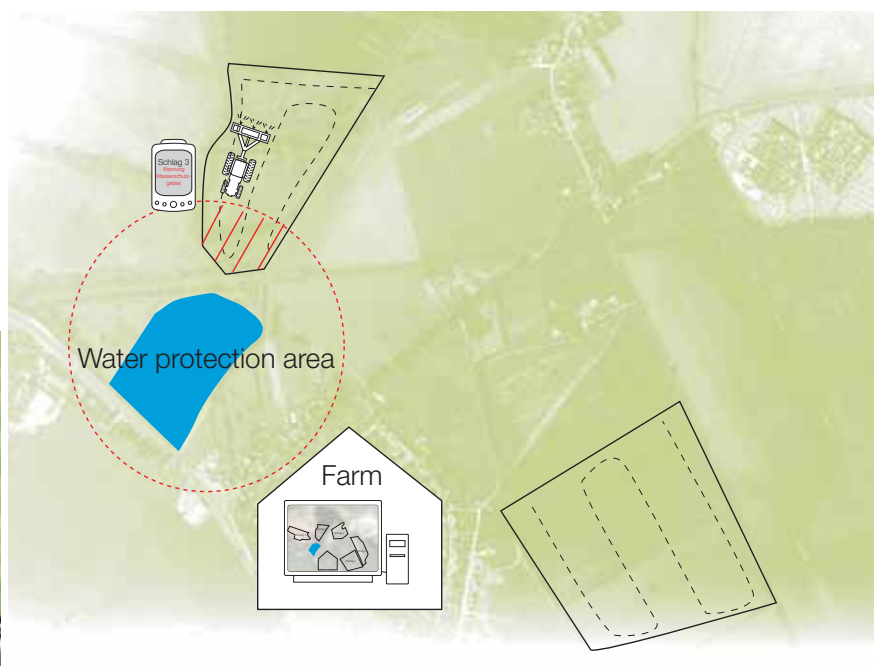 Schlag 3
Warnung
Wasserschutz-
gebiet
Water protection area
Farm